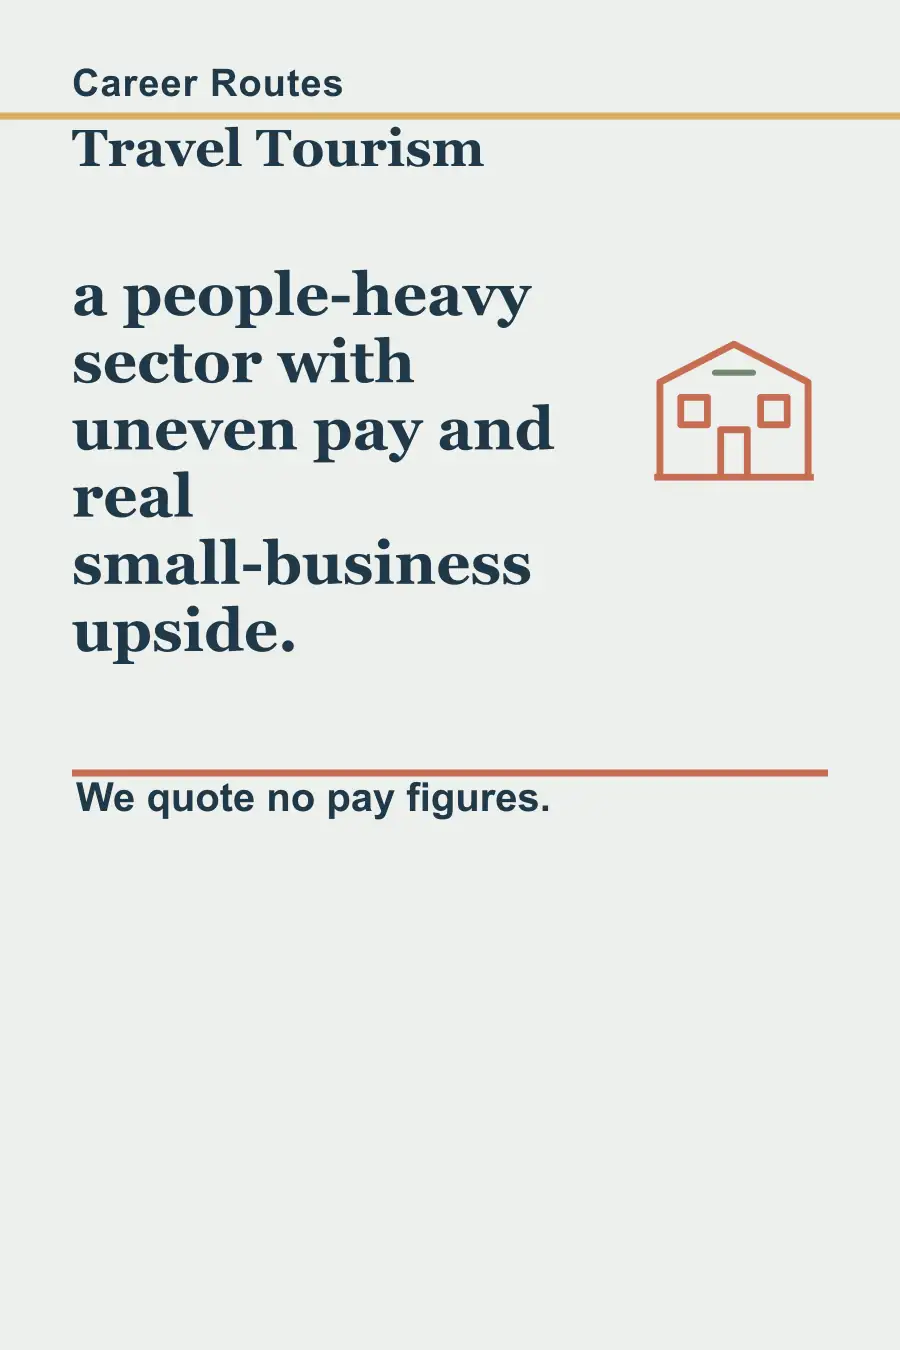 Career Routes
Travel Tourism
a people-heavy
sector with
uneven pay and
real
small-business
upside.
We quote no pay figures.